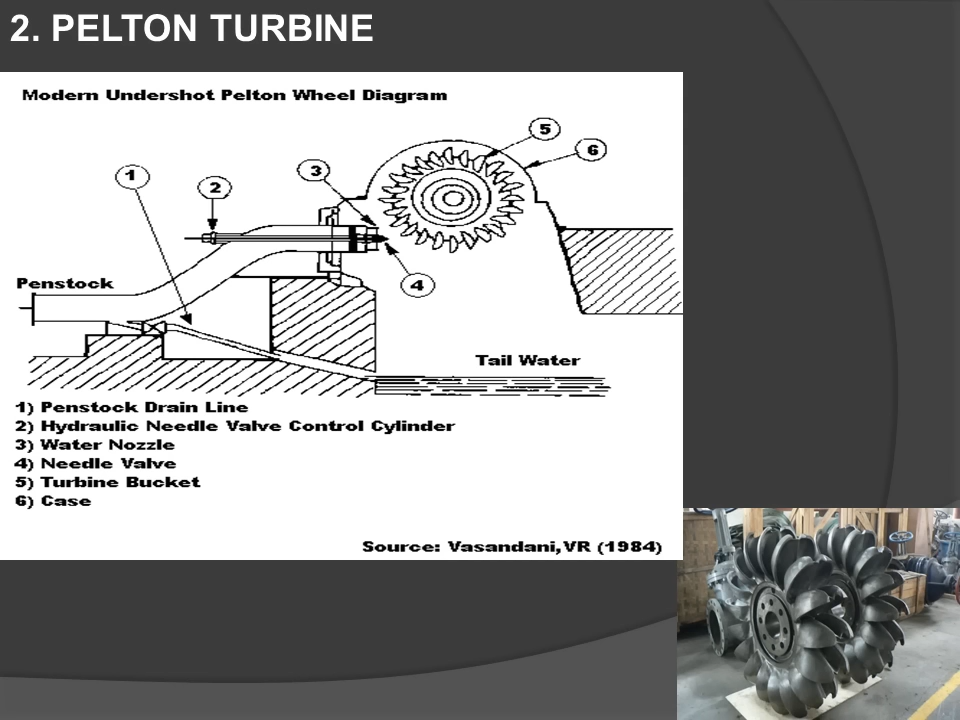 2. PELTON TURBINE
Modern Undershot Pelton Wheel Diagram
5
6
3
1
2
4
Penstock
Tail Water
1) Penstock Drain Line
2) Hydraulic Needle Valve Control Cylinder
3) Water Nozzle
4) Needle Valve
5) Turbine Bucket
6) Case
Source: Vasandani,VR (1984)